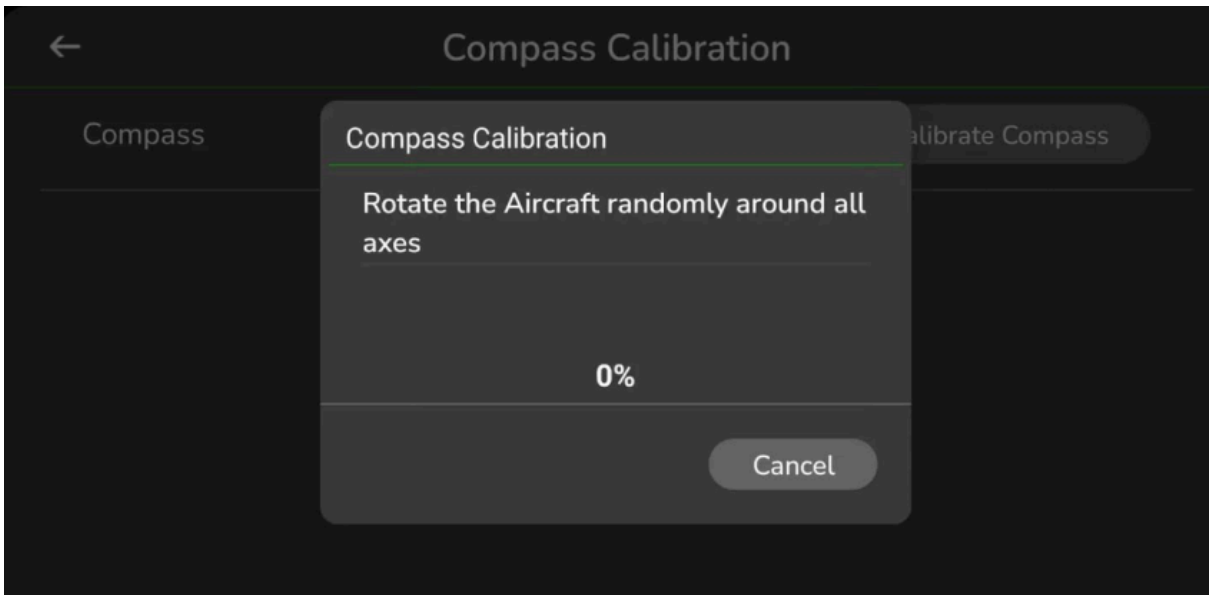 Compass Calibration
Compass
alibrate Compass
Compass Calibration
Rotate the Aircraft randomly around all
axes
0%
Cancel